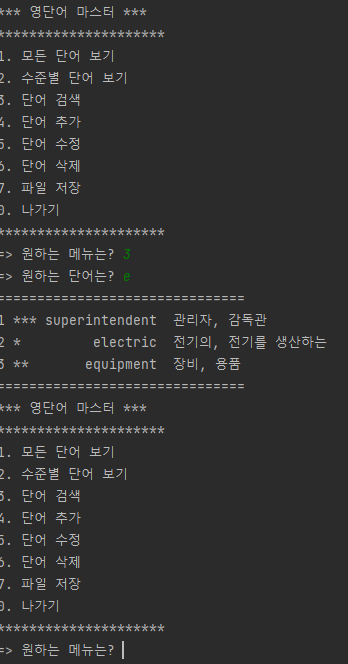 *** 영단어 마스터 ***
*********************
1. 모든 단어 보기
2. 수준별 단어 보기
3. 단어 검색
4. 단어 추가
5. 단어 수정
6. 단어 삭제
7. 파일 저장
0. 나가기
*********************
=> 원하는 메뉴는? 3
=> 원하는 단어는? e
===============================
1 *** superintendent  관리자, 감독관
2 *         electric  전기의, 전기를 생산하는
3 **       equipment  장비, 용품
===============================
*** 영단어 마스터 ***
*********************
1. 모든 단어 보기
2. 수준별 단어 보기
3. 단어 검색
4. 단어 추가
5. 단어 수정
6. 단어 삭제
7. 파일 저장
0. 나가기
*********************
=> 원하는 메뉴는?